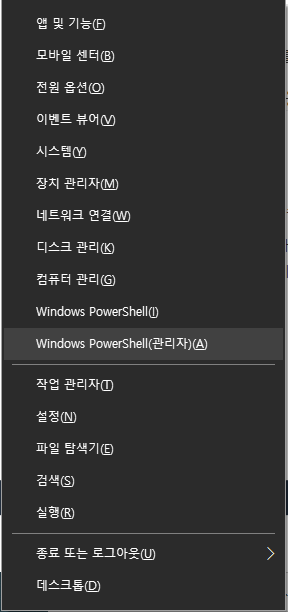 앱 및 기능(F)
모바일 센터(B)
전원 옵션(O)
이벤트 뷰어(V)
시스템(Y)
장치 관리자(M)
네트워크 연결(W)
디스크 관리(K)
컴퓨터 관리(G)
Windows PowerShell(I)
Windows PowerShell(관리자)(A)
작업 관리자(T)
설정(N)
파일 탐색기(E)
검색(S)
실행(R)
종료 또는 로그아웃(U)
데스크톱(D)